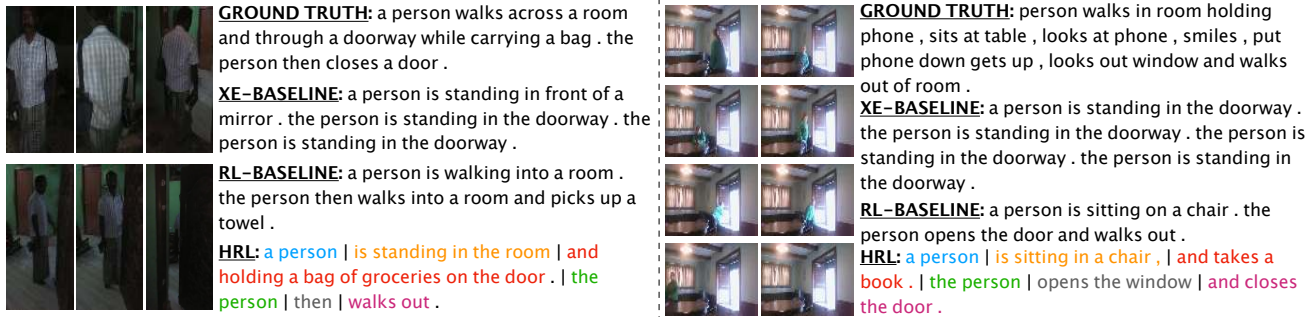 GROUND TRUTH: a person walks across a room
and through a doorway while carrying a bag . the
person then closes a door .
XE-BASELINE: a person is standing in front of a
mirror . the person is standing in the doorway . the
person is standing in the doorway .
RL-BASELINE: a person is walking into a room .
the person then walks into a room and picks up a
towel .
HRL: a person | is standing in the room | and
holding a bag of groceries on the door . | the
person | then | walks out .
GROUND TRUTH: person walks in room holding
phone , sits at table , looks at phone , smiles , put
phone down gets up , looks out window and walks
out of room .
XE-BASELINE: a person is standing in the doorway .
the person is standing in the doorway . the person is
standing in the doorway . the person is standing in
the doorway .
RL-BASELINE: a person is sitting on a chair . the
person opens the door and walks out .
HRL: a person | is sitting in a chair , | and takes a
book . | the person | opens the window | and closes
the door .